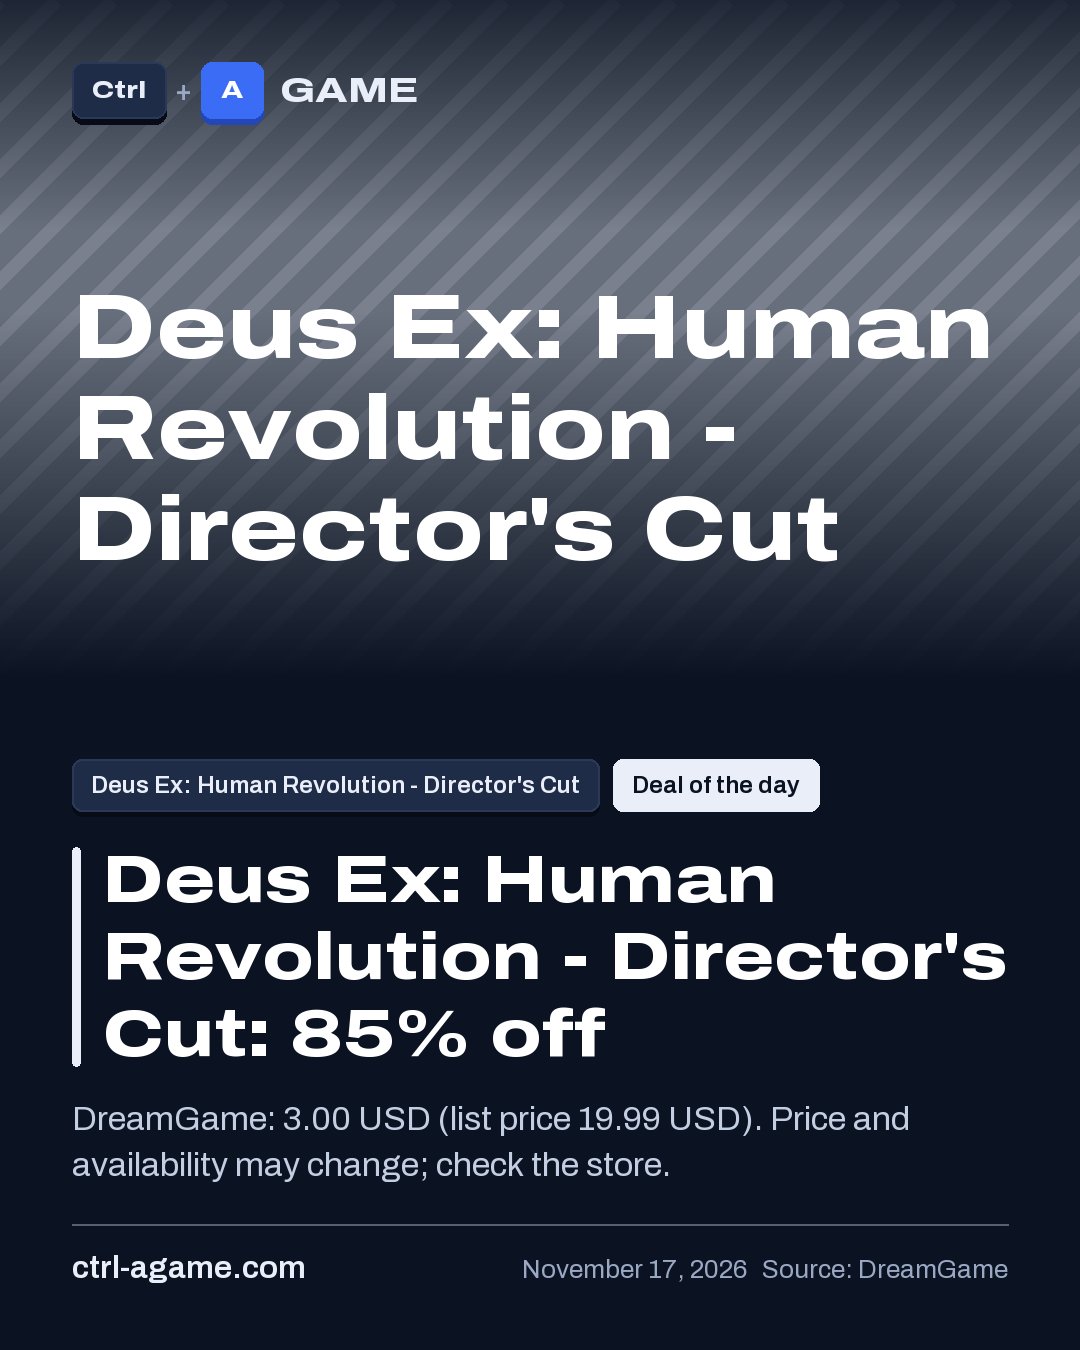 Ctrl + A GAME
Deus Ex: Human
Revolution -
Director's Cut
Deus Ex: Human Revolution - Director's Cut
Deal of the day
Deus Ex: Human
Revolution - Director's
Cut: 85% off
DreamGame: 3.00 USD (list price 19.99 USD). Price and
availability may change; check the store.
ctrl-agame.com
November 17, 2026 Source: DreamGame